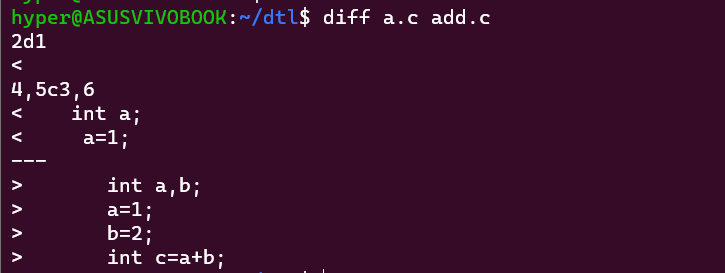 hyper@ASUSVIVOBOOK:~/dtl$ diff a.c add.c
2d1
<
4,5c3,6
<    int a;
<     a=1;
---
>       int a,b;
>       a=1;
>       b=2;
>       int c=a+b;